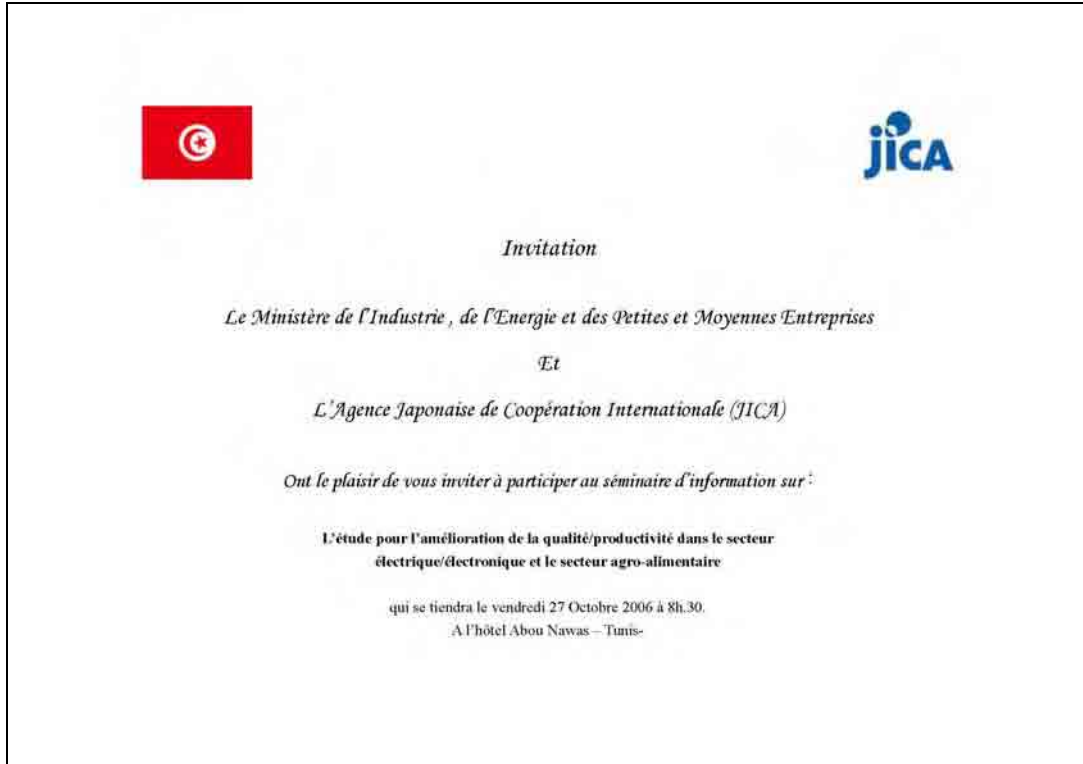 jICA
Invitation
Le Ministère de l'Industrie , de l'Energie et des Petites et Moyennes Entreprises
Et
L'Agence Japonaise de Coopération Internationale (JICA)
Ont le plaisir de vous inviter à participer au séminaire d'information sur :
L'étude pour l'amélioration de la qualité/productivité dans le secteur
électrique/électronique et le secteur agro-alimentaire
qui se tiendra le vendredi 27 Octobre 2006 à 8h.30.
A l'hôtel Abou Nawas – Tunis-